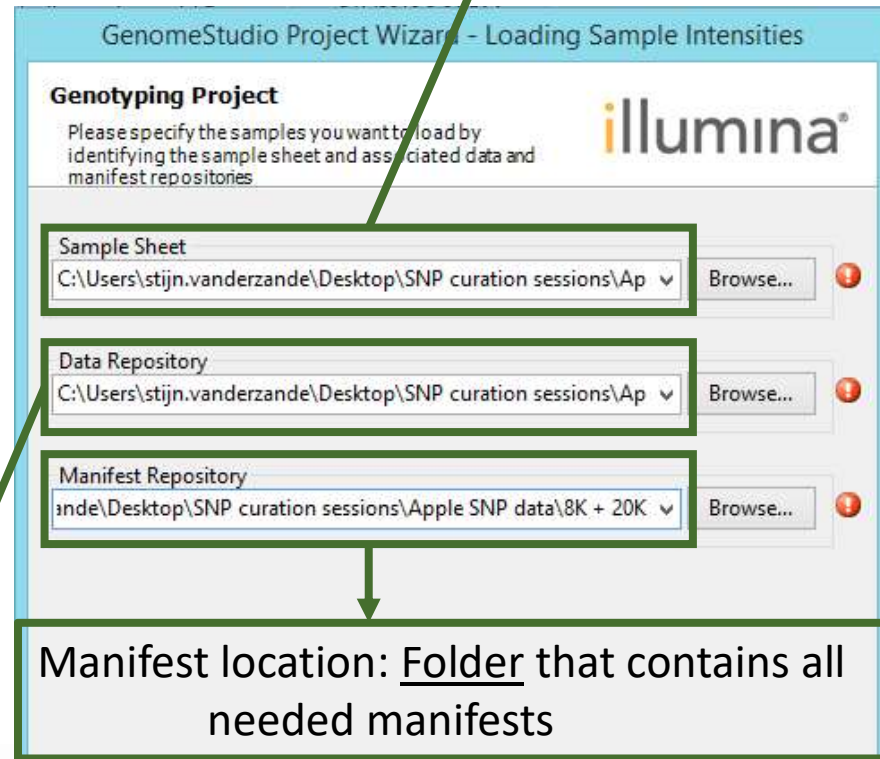 GenomeStudio Project Wizard - Loading Sample Intensities
Genotyping Project
Please specify the samples you want to load by
identifying the sample sheet and associated data and
manifest repositories
illumina®
Sample Sheet
C:\Users\stijn.vanderzande\Desktop\SNP curation sessions\Ap
Browse...
Data Repository
C:\Users\stijn.vanderzande\Desktop\SNP curation sessions\Ap
Browse...
Manifest Repository
ande\Desktop\SNP curation sessions\Apple SNP data\8K + 20K
Browse...
Manifest location: Folder that contains all
needed manifests